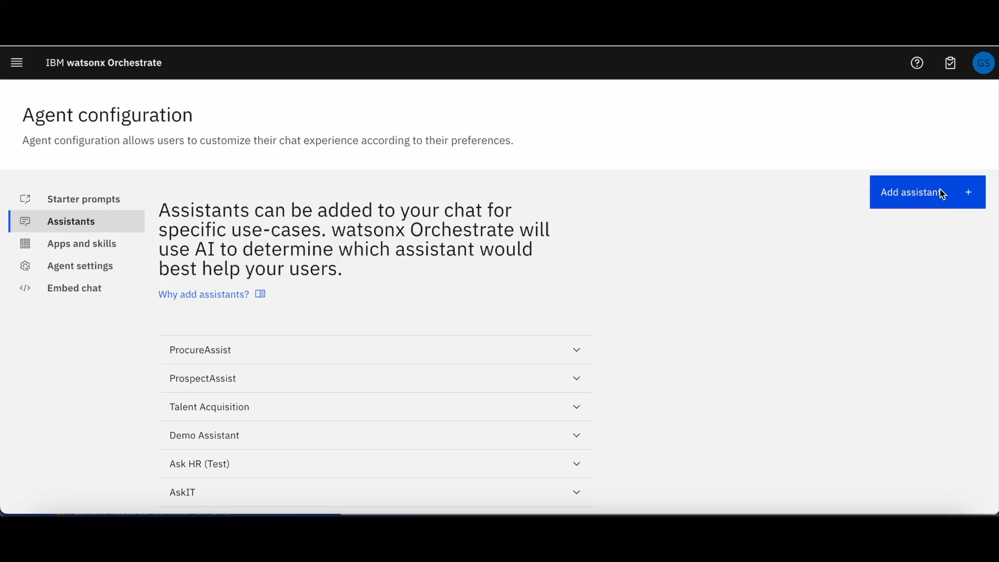 IBM watsonx Orchestrate
GS
Agent configuration
Agent configuration allows users to customize their chat experience according to their preferences.
Add assistant
Starter prompts
Assistants
Apps and skills
Agent settings
Embed chat
Assistants can be added to your chat for
specific use-cases. watsonx Orchestrate will
use AI to determine which assistant would
best help your users.
Why add assistants?
ProcureAssist
ProspectAssist
Talent Acquisition
Demo Assistant
Ask HR (Test)
AskIT